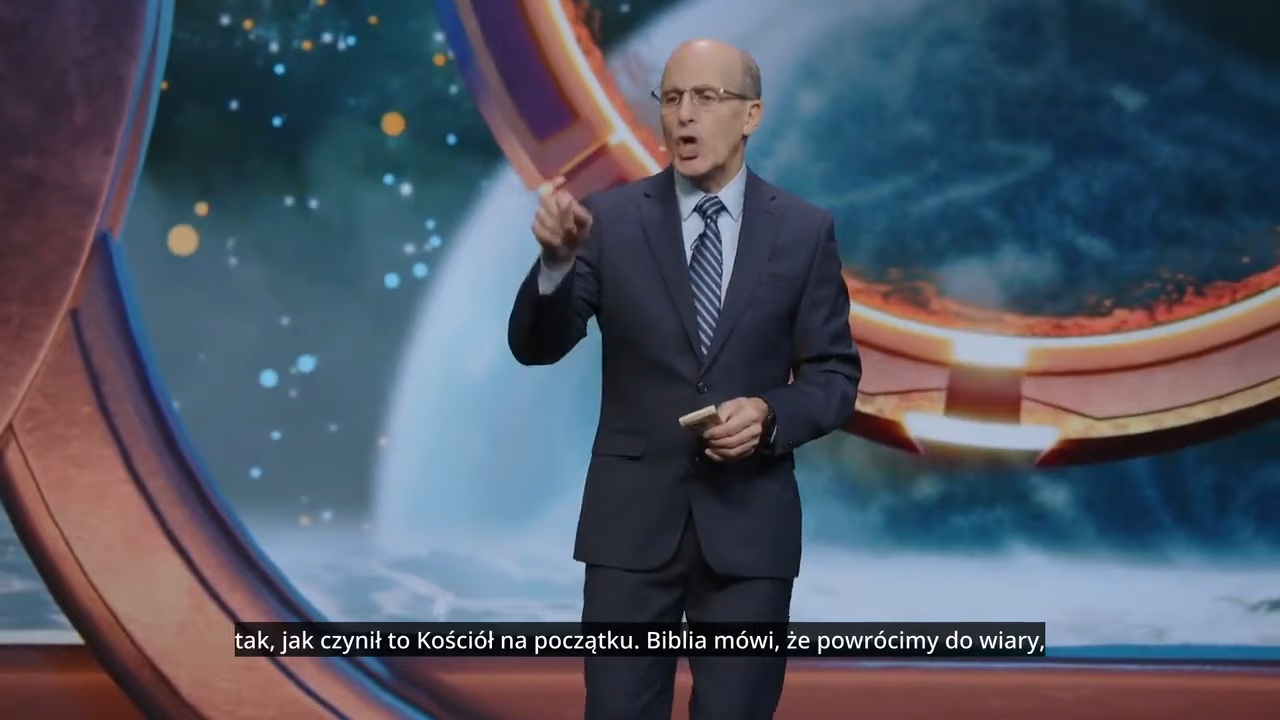 tak, jak czynił to Kościół na początku. Biblia mówi, że powrócimy do wiary,